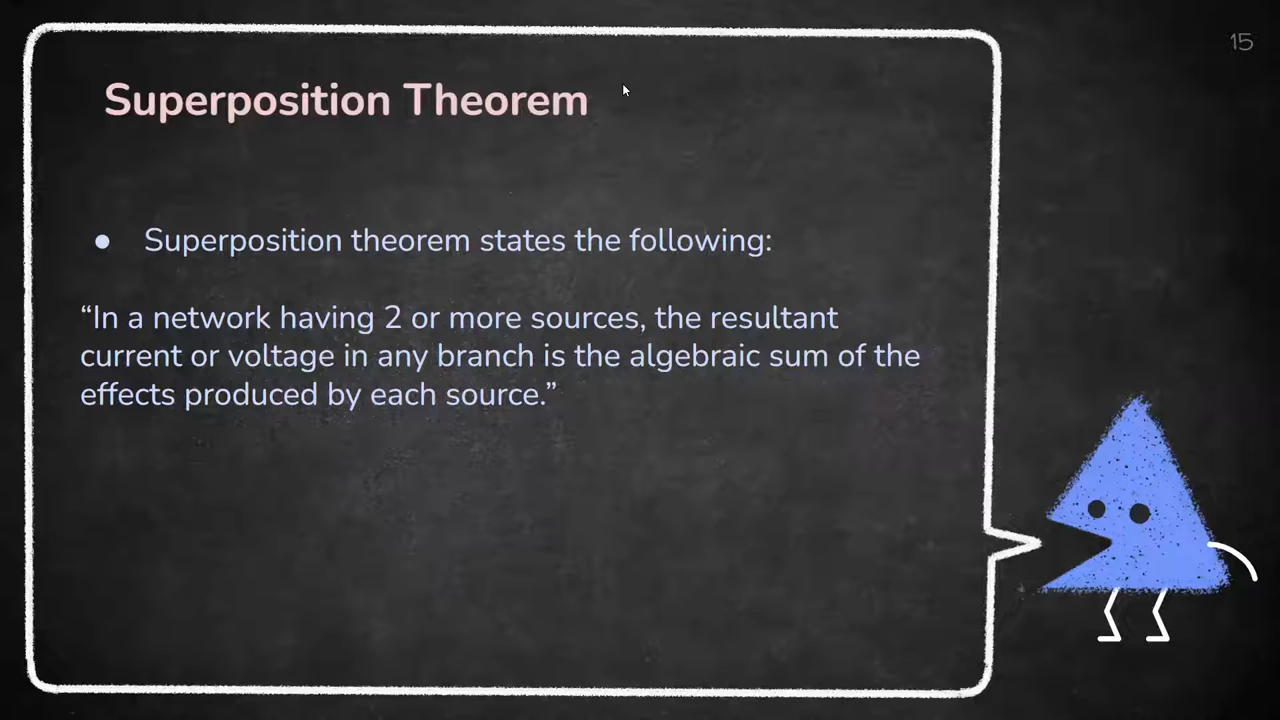 15
Superposition Theorem
● Superposition theorem states the following:
“In a network having 2 or more sources, the resultant
current or voltage in any branch is the algebraic sum of the
effects produced by each source.”